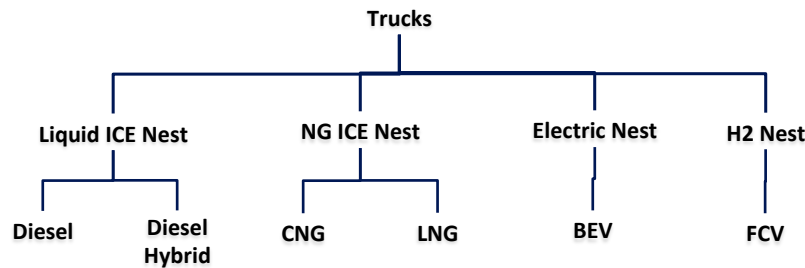 Trucks
Liquid ICE Nest
NG ICE Nest
Electric Nest
H2 Nest
Diesel
Diesel
Hybrid
CNG
LNG
BEV
FCV